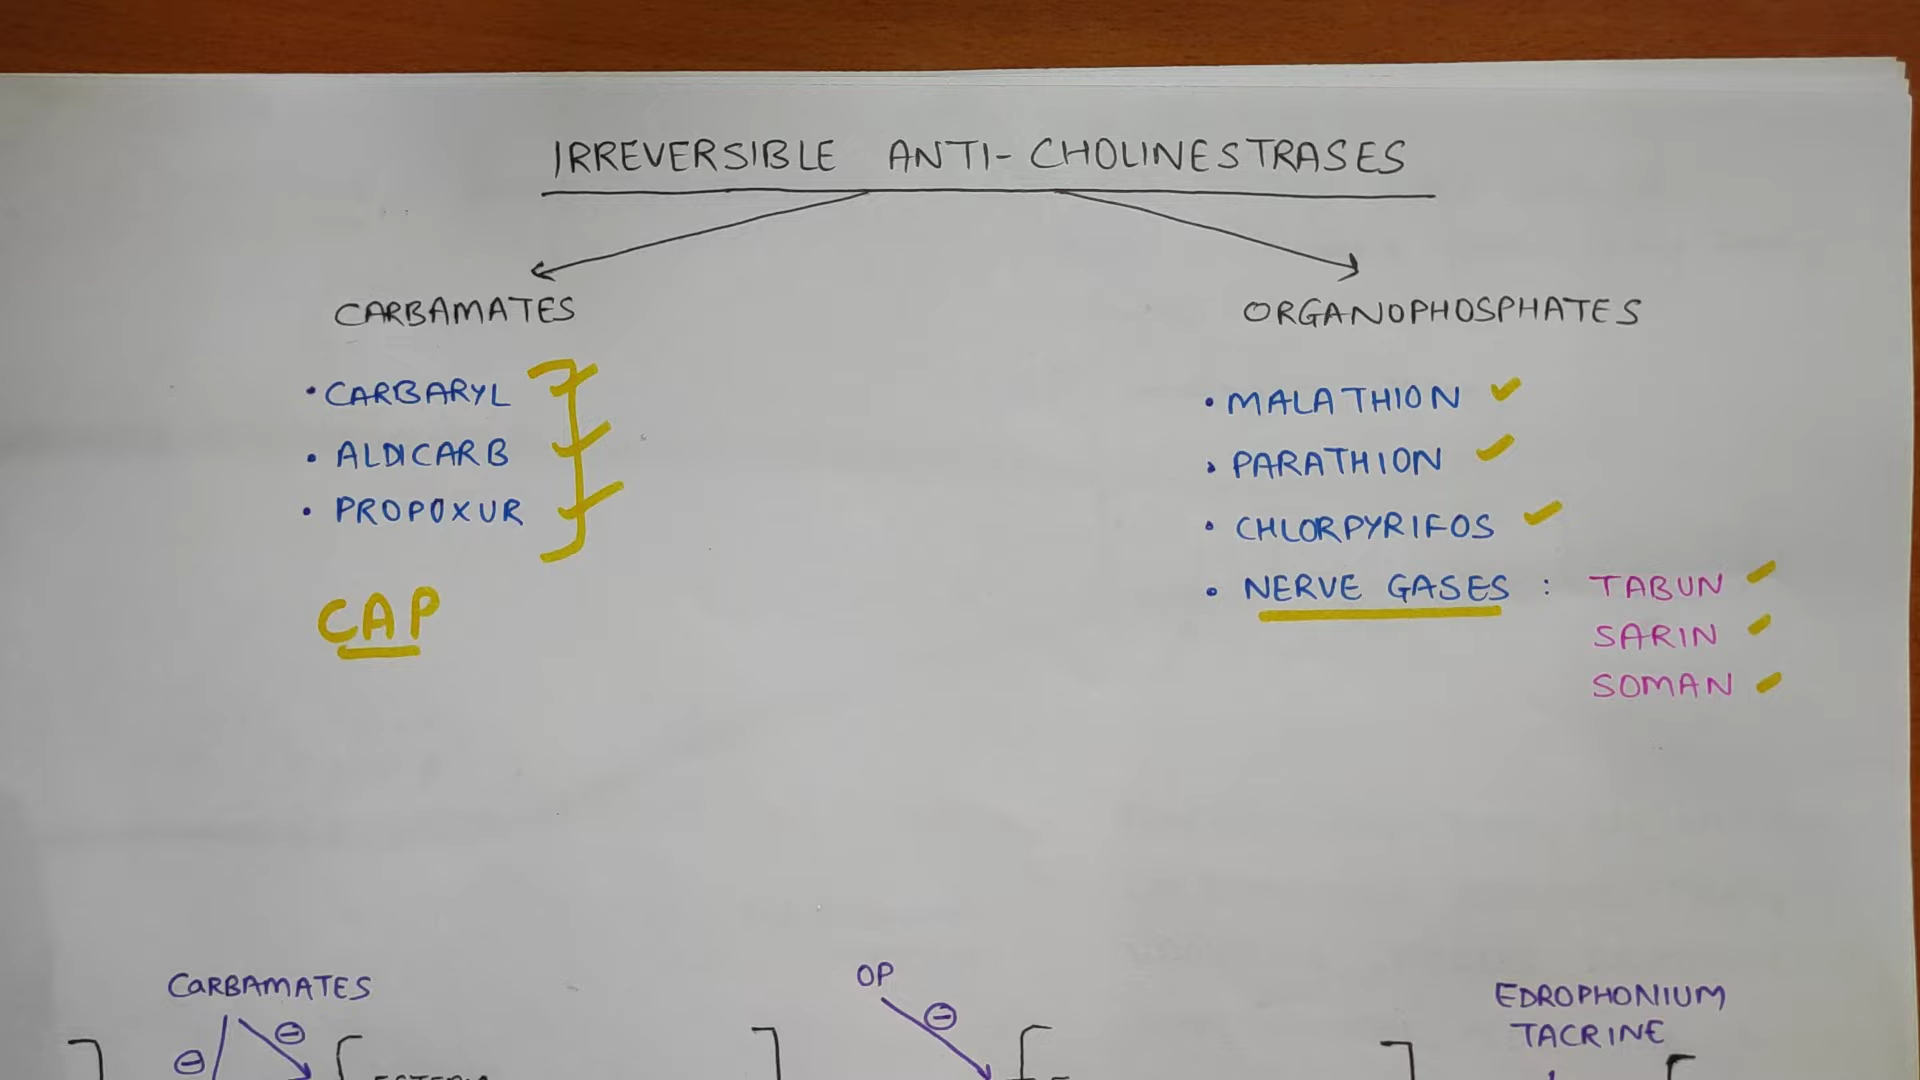 IRREVERSIBLE ANTI-CHOLINESTRASES
CARBAMATES
• CARBARYL
• ALDICARB
• PROPOXUR
CAP
ORGANOPHOSPHATES
• MALATHION
• PARATHION
• CHLORPYRIFOS
• NERVE GASES : TABUN
SARIN
SOMAN
CARBAMATES
OP
EDROPHONIUM
TACRINE